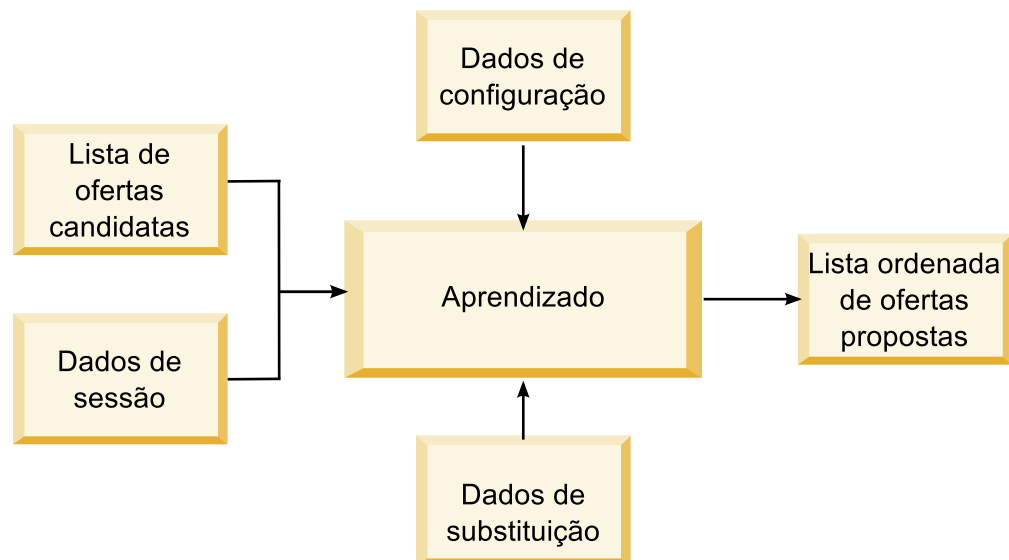 Dados de
configuração
Lista de
ofertas
candidatas
Aprendizado
Lista ordenada
de ofertas
propostas
Dados de
sessão
Dados de
substituição